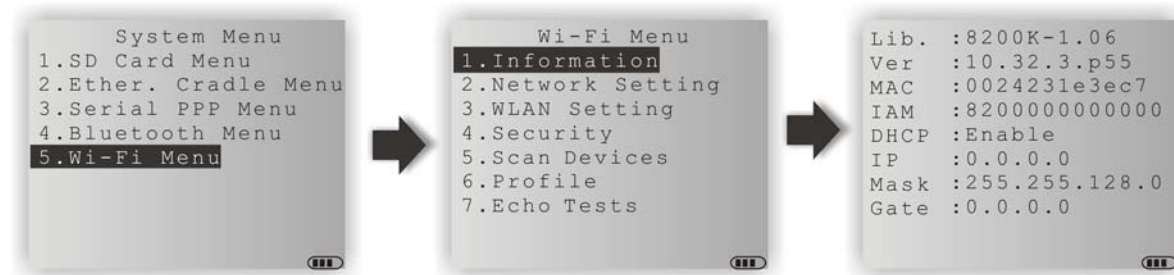 System Menu
1.SD Card Menu
2.Ether. Cradle Menu
3.Serial PPP Menu
4.Bluetooth Menu
5.Wi-Fi Menu
Wi-Fi Menu
1.Information
2.Network Setting
3.WLAN Setting
4.Security
5.Scan Devices
6.Profile
7.Echo Tests
Lib. :8200K-1.06
Ver :10.32.3.p55
MAC :0024231e3ec7
IAM :8200000000000
DHCP :Enable
IP :0.0.0.0
Mask :255.255.128.0
Gate :0.0.0.0